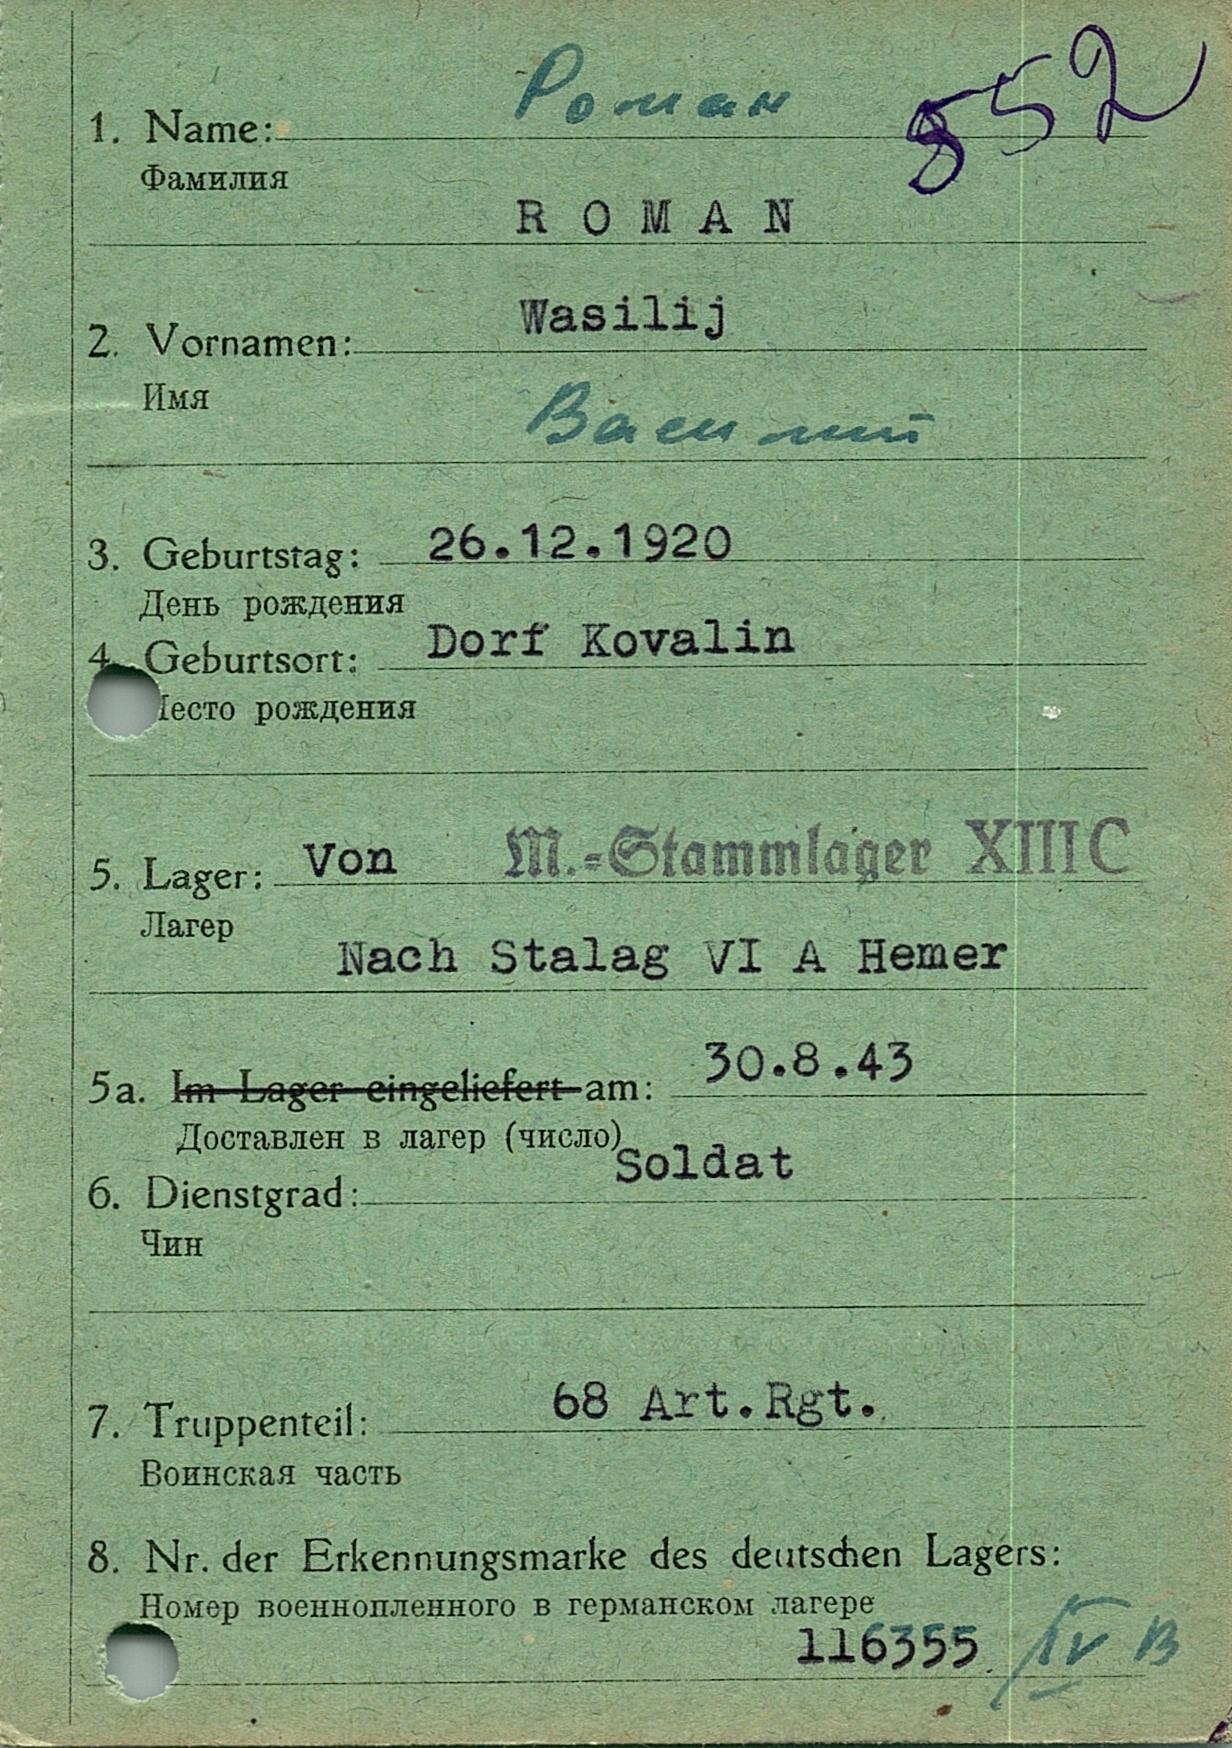 Роман
552
1. Name:
Фамилия
ROMAN
Wasilij
2. Vornamen:
Имя
Василий
3. Geburtstag: 26.12.1920
День рождения
4. Geburtsort: Dorf Kovalin
Место рождения
5. Lager: Von M.-Stammlager XIII C
Лагер
Nach Stalag VI A Hemer
5a. Im Lager eingeliefert am: 30.8.43
Доставлен в лагер (число)
Soldat
6. Dienstgrad:
Чин
7. Truppenteil: 68 Art.Rgt.
Воинская часть
8. Nr. der Erkennungsmarke des deutschen Lagers:
Номер военнопленного в германском лагере
116355 IV B